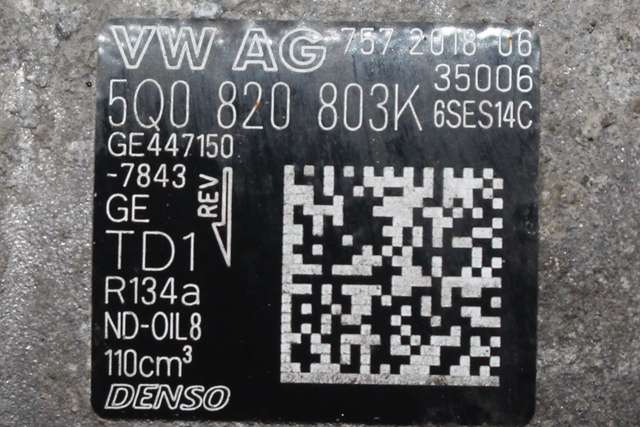 VW AG 757 2018 06
35006
5Q0 820 803K 6SES14C
GE447150
-7843
REV
GE
TD1
R134a
ND-OIL8
110cm³
DENSO